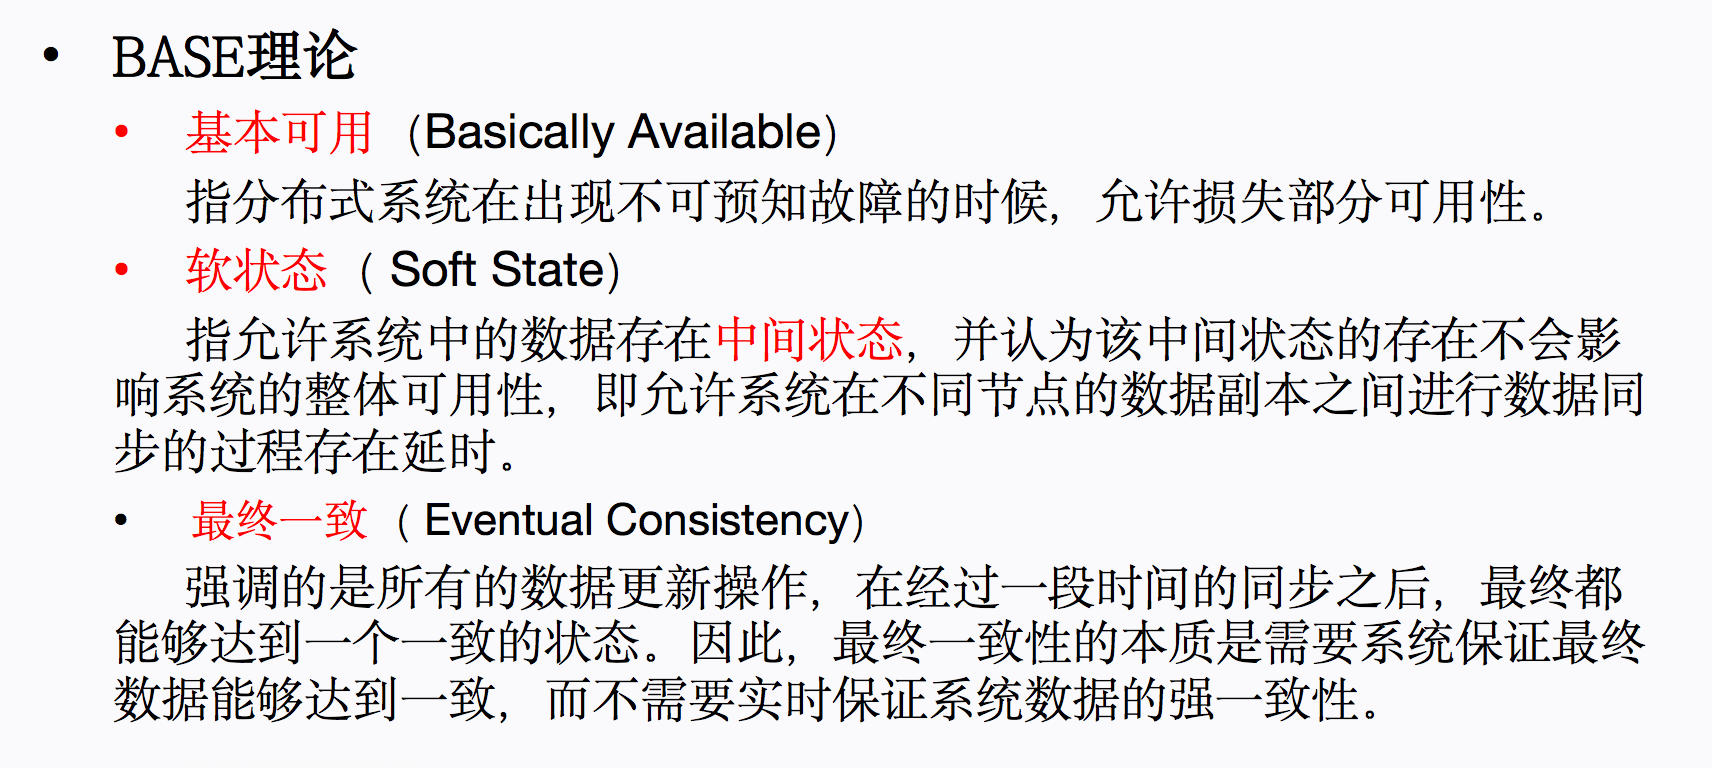 • BASE理论
• 基本可用（Basically Available）
指分布式系统在出现不可预知故障的时候，允许损失部分可用性。
• 软状态（ Soft State）
指允许系统中的数据存在中间状态，并认为该中间状态的存在不会影
响系统的整体可用性，即允许系统在不同节点的数据副本之间进行数据同
步的过程存在延时。
• 最终一致（ Eventual Consistency）
强调的是所有的数据更新操作，在经过一段时间的同步之后，最终都
能够达到一个一致的状态。因此，最终一致性的本质是需要系统保证最终
数据能够达到一致，而不需要实时保证系统数据的强一致性。